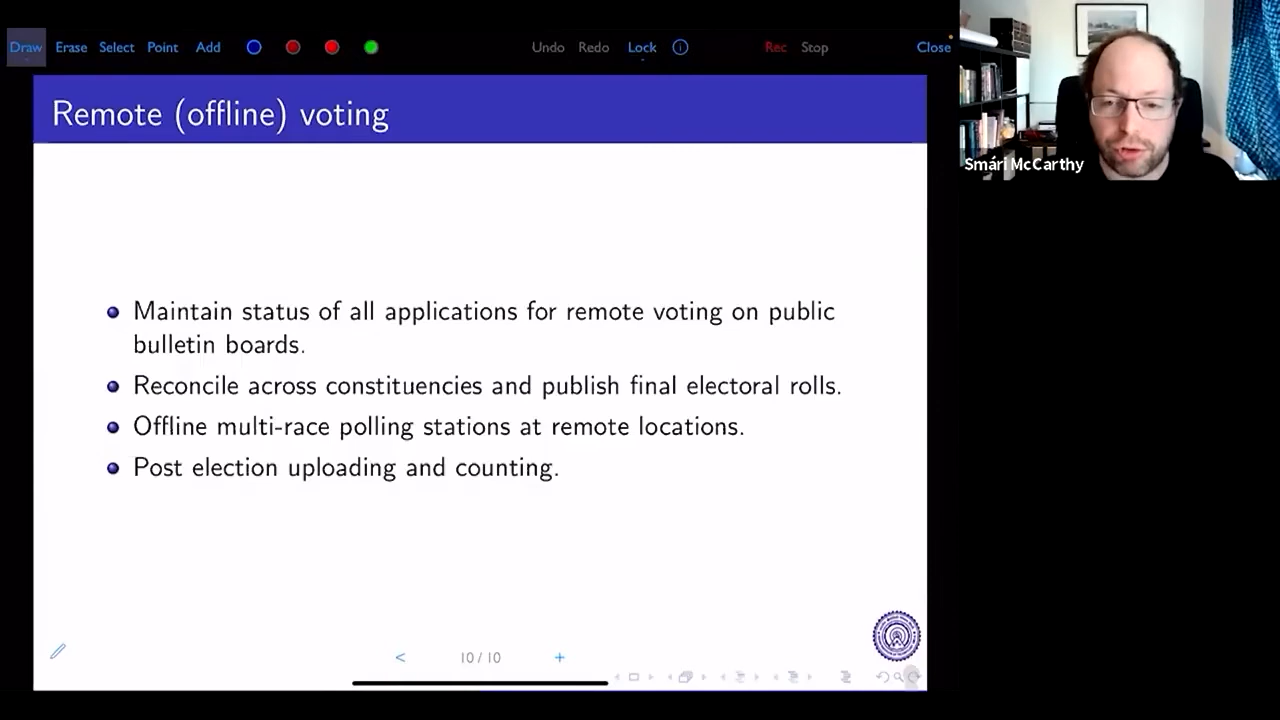 Draw Erase Select Point Add Undo Redo Lock Rec Stop Close
Remote (offline) voting
Smári McCarthy
Maintain status of all applications for remote voting on public
bulletin boards.
Reconcile across constituencies and publish final electoral rolls.
Offline multi-race polling stations at remote locations.
Post election uploading and counting.
< 10/10 +